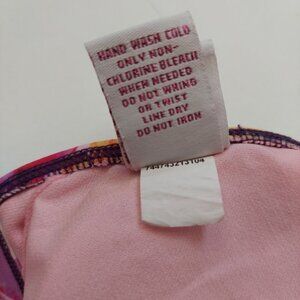 HAND WASH COLD
ONLY NON-
CHLORINE BLEACH
WHEN NEEDED
DO NOT WRING
OR TWIST
LINE DRY
DO NOT IRON